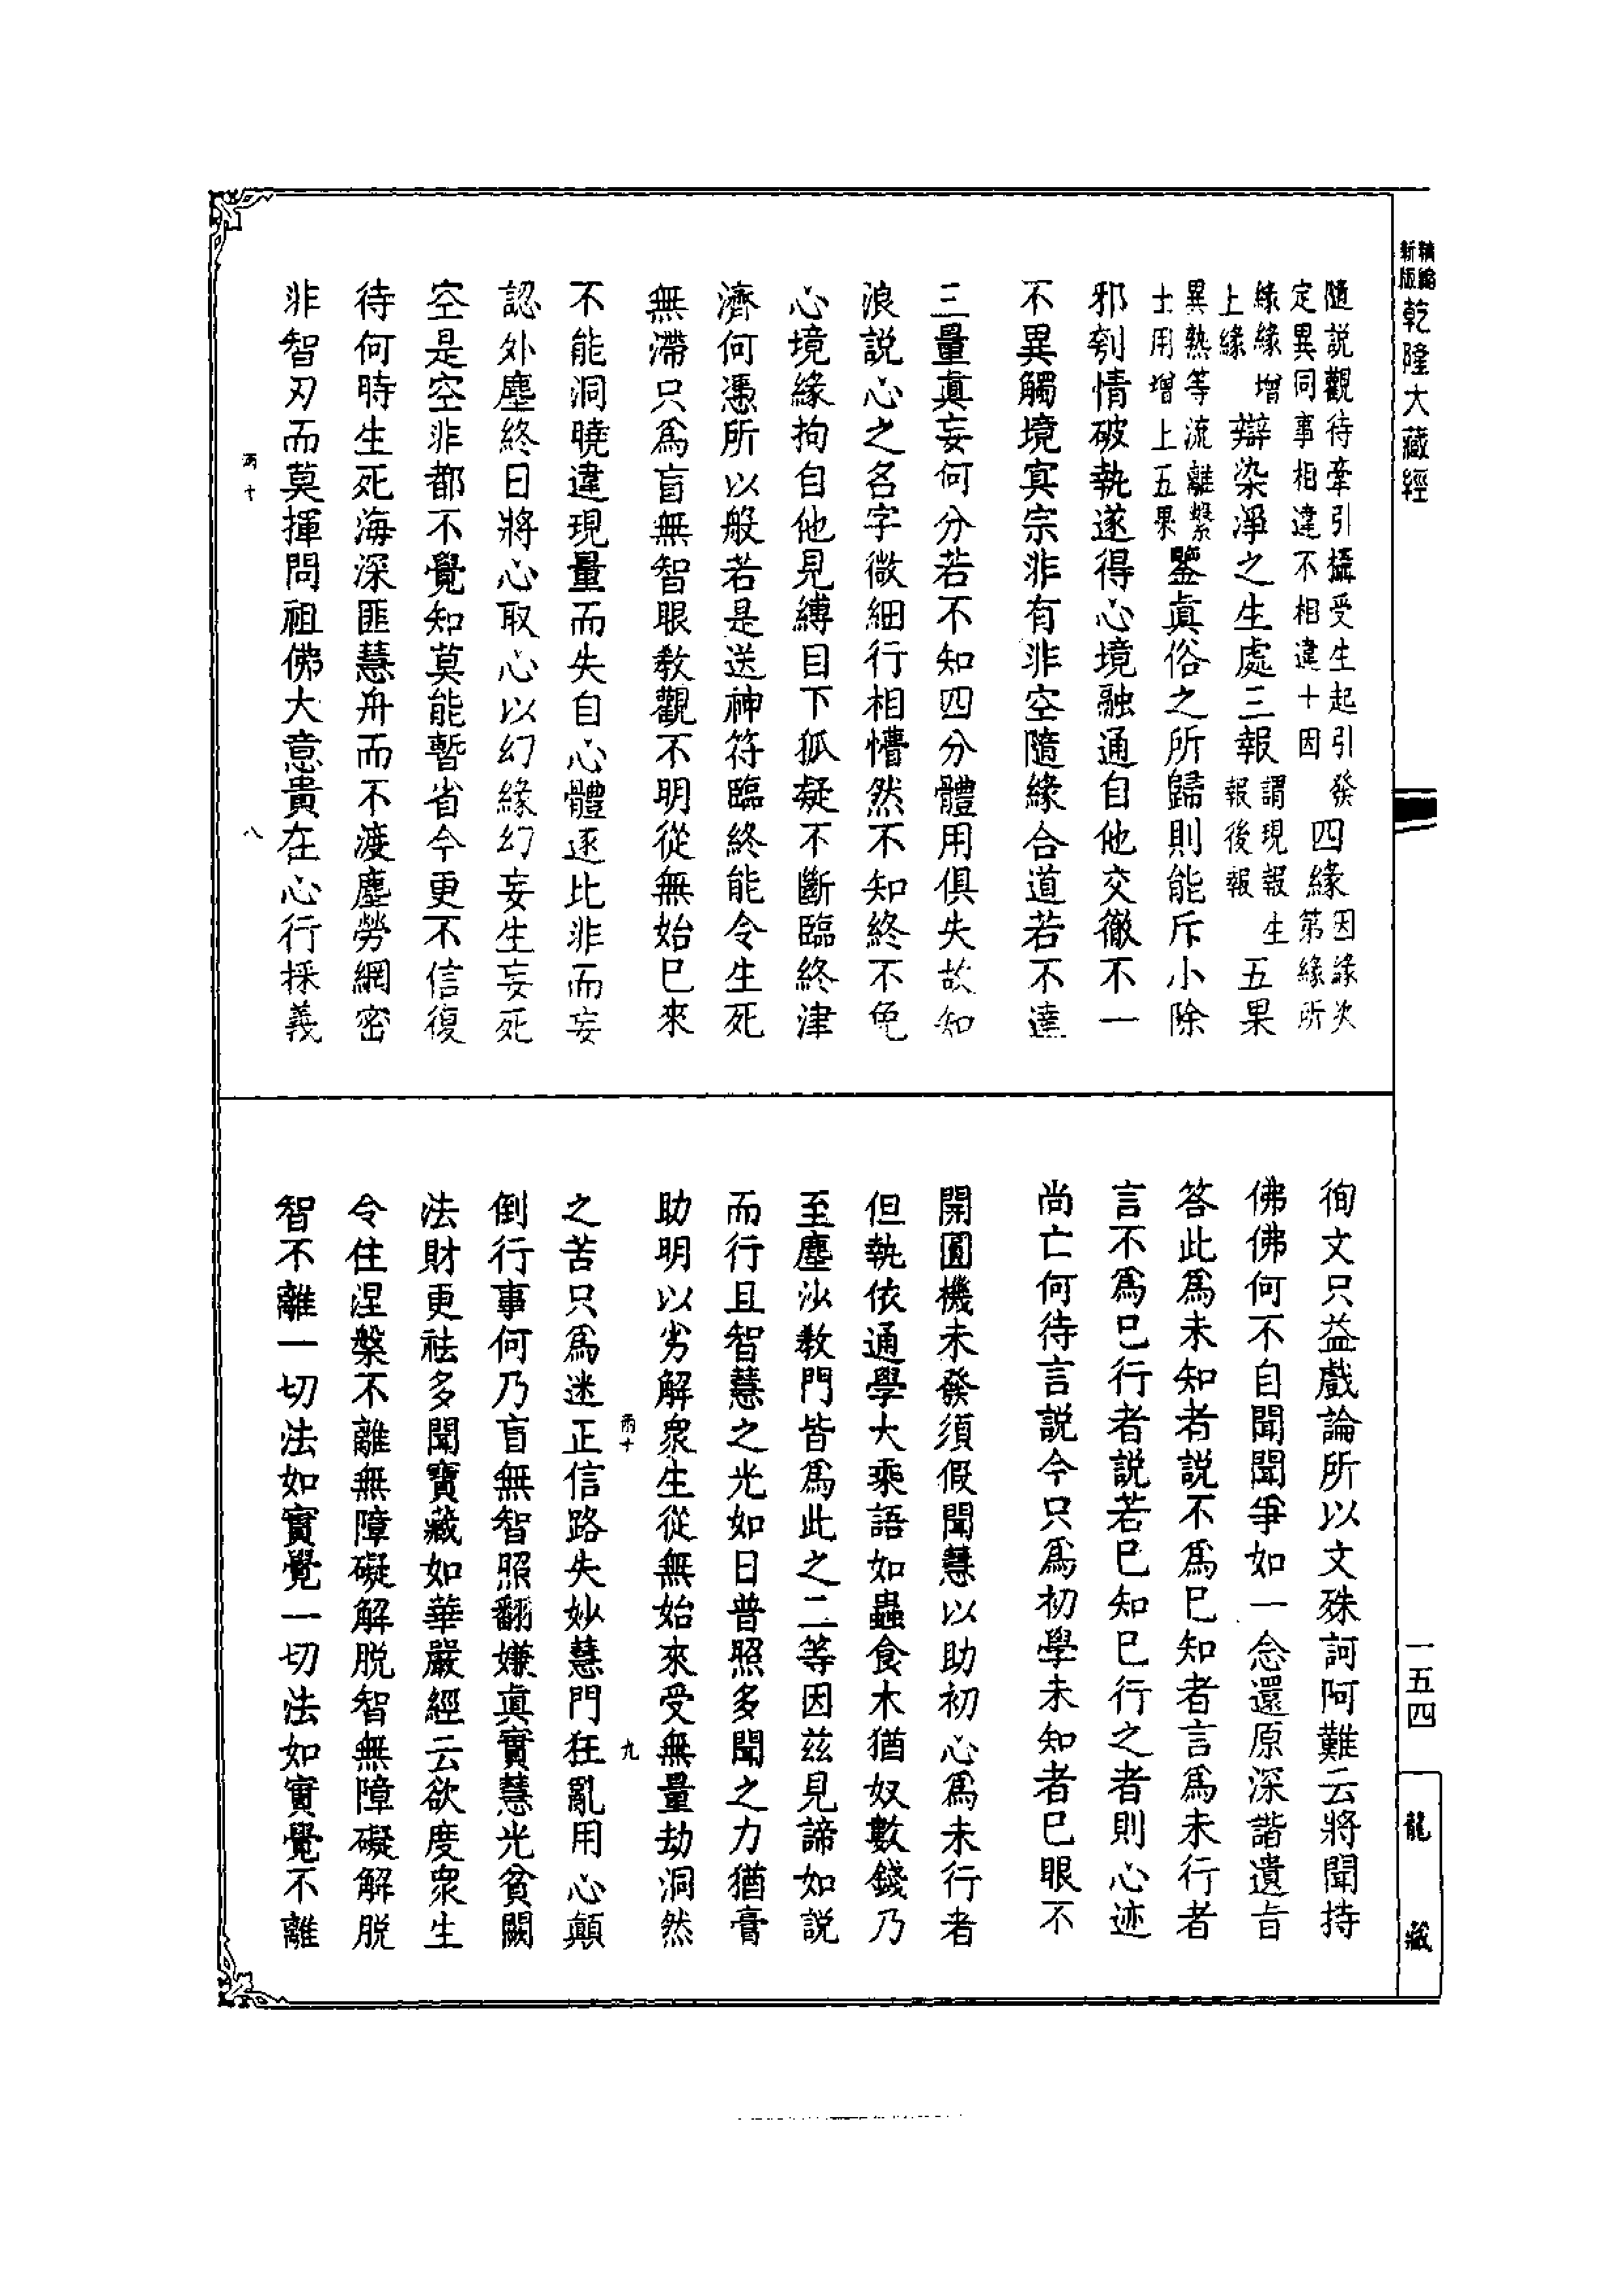 精縮新版乾隆大藏經
隨說觀待牽引攝受生起引發
定異同事相違不相違十因
四緣
因緣次
第緣所
緣緣增
上緣
辯染淨之生處三報
謂現報生
報後報
五果
異熟等流離繫
士用增上五果
鑒眞俗之所歸則能斥小除
邪剗情破執遂得心境融通自他交徹不一
不異觸境冥宗非有非空隨緣合道若不達
三量眞妄何分若不知四分體用俱失故知
浪説心之名字微細行相懵然不知終不免
心境緣拘自他見縛目下狐疑不斷臨終津
濟何憑所以般若是送神符臨終能令生死
無滯只爲盲無智眼教觀不明從無始巳來
不能洞曉違現量而失自心體逐比非而妄
認外塵終日將心取心以幻緣幻妄生妄死
空是空非都不覺知莫能暫省今更不信復
待何時生死海深匪慧舟而不渡塵勞網密
非智刃而莫揮問祖佛大意貴在心行採義
兩十 八
徇文只益戲論所以文殊訶阿難云將聞持
佛佛何不自聞聞爭如一念還原深諧遺旨
答此爲未知者説不爲巳知者言爲未行者
言不爲巳行者説若巳知巳行之者則心迹
尚亡何待言説今只爲初學未知者巳眼不
開圓機未發須假聞慧以助初心爲未行者
但執依通學大乘語如蟲食木猶奴數錢乃
至塵沙教門皆爲此之二等因茲見諦如説
而行且智慧之光如日普照多聞之力猶膏
助明以劣解衆生從無始來受無量劫洞然
兩十 九
之苦只爲迷正信路失妙慧門狂亂用心顛
倒行事何乃盲無智照翻嫌眞實慧光貧闕
法財更袪多聞寶藏如華嚴經云欲度衆生
令住涅槃不離無障礙解脱智無障礙解脱
智不離一切法如實覺一切法如實覺不離
一五四
龍藏